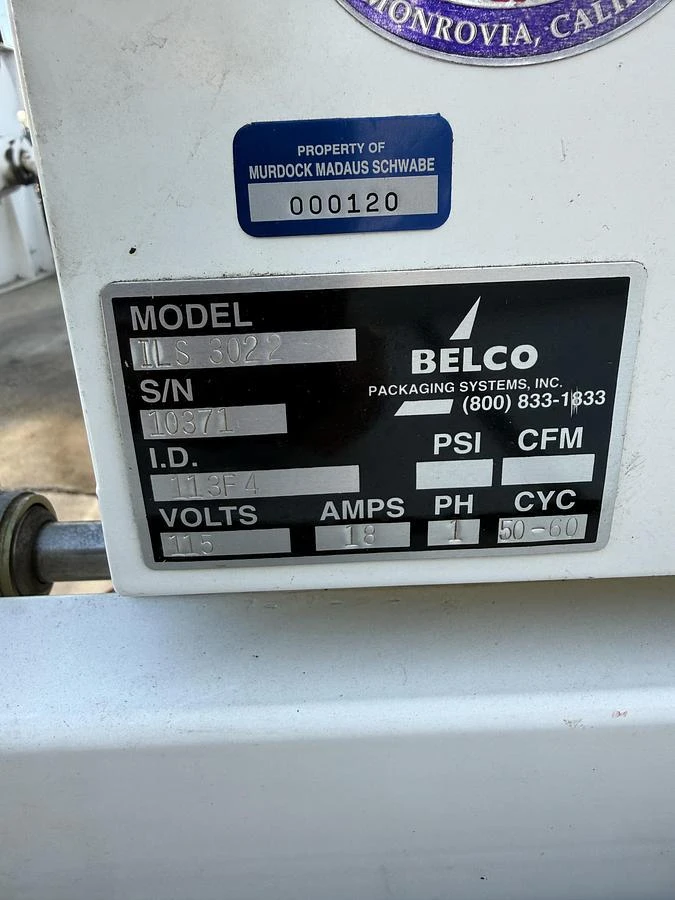 MONROVIA, CALI
PROPERTY OF
MURDOCK MADAUS SCHWABE
000120
MODEL
ILS 3022
BELCO
PACKAGING SYSTEMS, INC.
(800) 833-1833
S/N
10371
I.D.
113F4
PSI CFM
VOLTS AMPS PH CYC
115 18 1 50-60